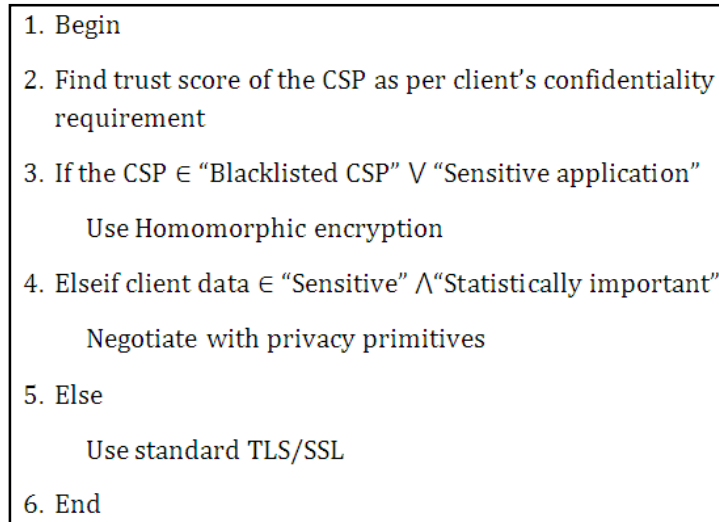 1. Begin
2. Find trust score of the CSP as per client’s confidentiality
requirement
3. If the CSP ∈ “Blacklisted CSP” ⋁ “Sensitive application”
Use Homomorphic encryption
4. Elseif client data ∈ “Sensitive” ⋀“Statistically important”
Negotiate with privacy primitives
5. Else
Use standard TLS/SSL
6. End